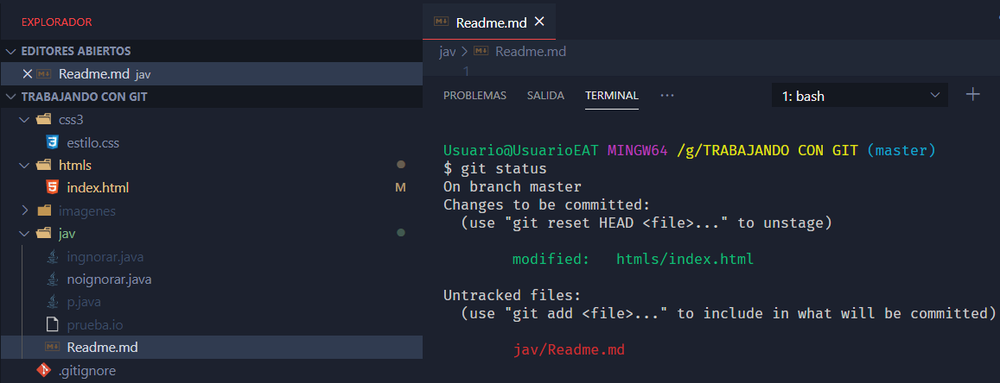 EXPLORADOR
EDITORES ABIERTOS
Readme.md jav
TRABAJANDO CON GIT
css3
estilo.css
htmls
index.html M
imagenes
jav
ingnorar.java
noignorar.java
p.java
prueba.io
Readme.md
.gitignore
Readme.md
jav > Readme.md
1
PROBLEMAS SALIDA TERMINAL ··· 1: bash
Usuario@UsuarioEAT MINGW64 /g/TRABAJANDO CON GIT (master)
$ git status
On branch master
Changes to be committed:
(use "git reset HEAD <file>..." to unstage)
modified: htmls/index.html
Untracked files:
(use "git add <file>..." to include in what will be committed)
jav/Readme.md